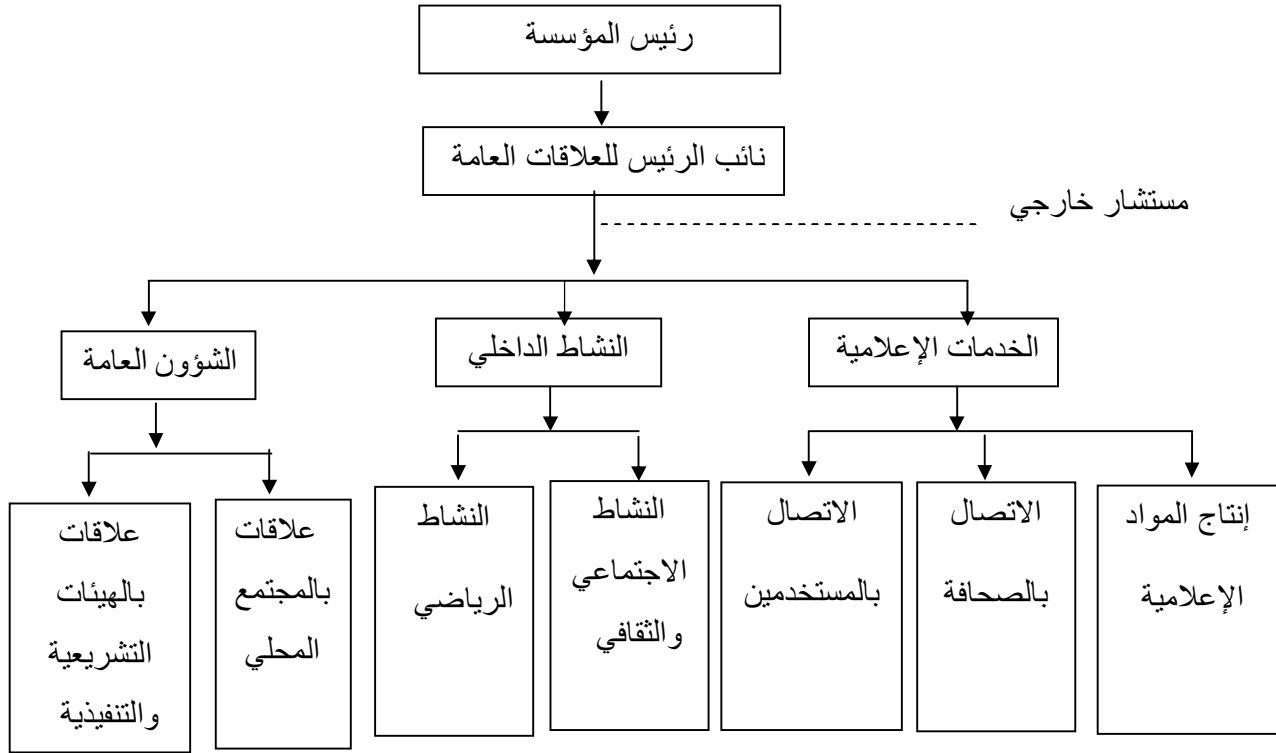 رئيس المؤسسة
نائب الرئيس للعلاقات العامة
مستشار خارجي
الخدمات الإعلامية
النشاط الداخلي
الشؤون العامة
إنتاج المواد
الإعلامية
الاتصال
بالصحافة
الاتصال
بالمستخدمين
النشاط
الاجتماعي
والثقافي
النشاط
الرياضي
علاقات
بالمجتمع
المحلي
علاقات
بالهيئات
التشريعية
والتنفيذية